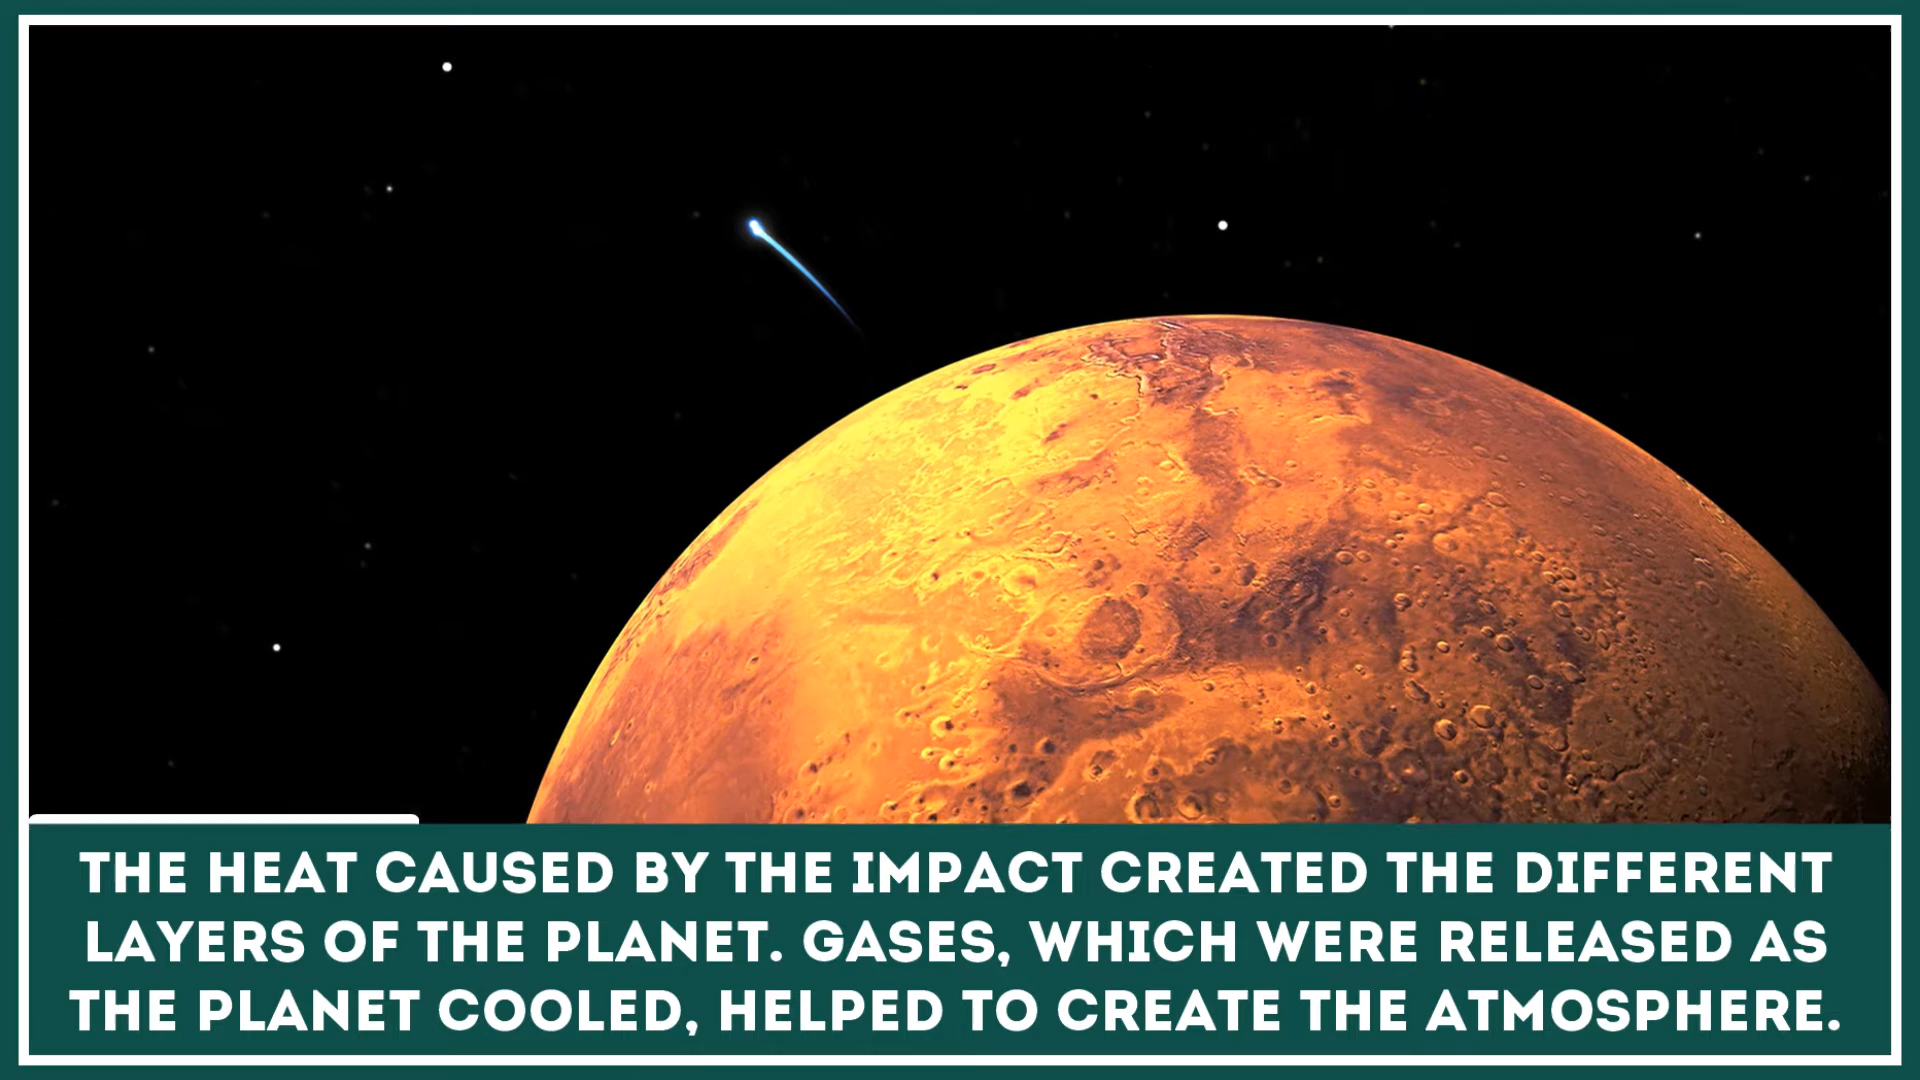 THE HEAT CAUSED BY THE IMPACT CREATED THE DIFFERENT
LAYERS OF THE PLANET. GASES, WHICH WERE RELEASED AS
THE PLANET COOLED, HELPED TO CREATE THE ATMOSPHERE.